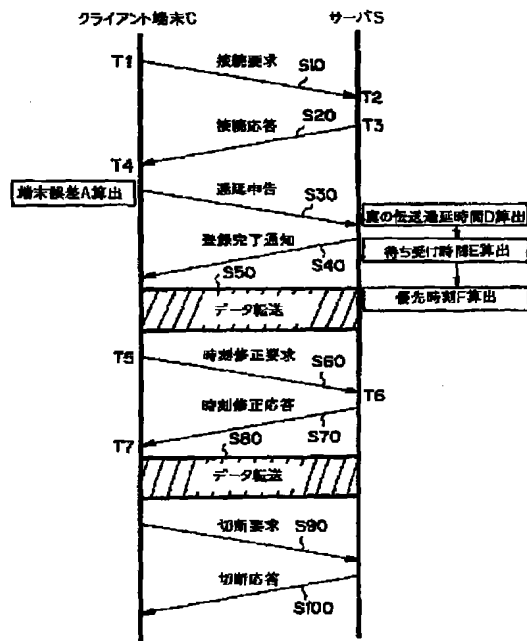 クライアント端末C
サーバS
T1
接続要求
S10
T2
S20
T3
接続応答
T4
端末誤差A算出
遅延申告
S30
真の伝送遅延時間D算出
登録完了通知
S40
待ち受け時間E算出
S50
データ転送
優先時刻F算出
T5
時刻修正要求
S60
T6
時刻修正応答
S70
T7
S80
データ転送
切断要求
S90
切断応答
S100